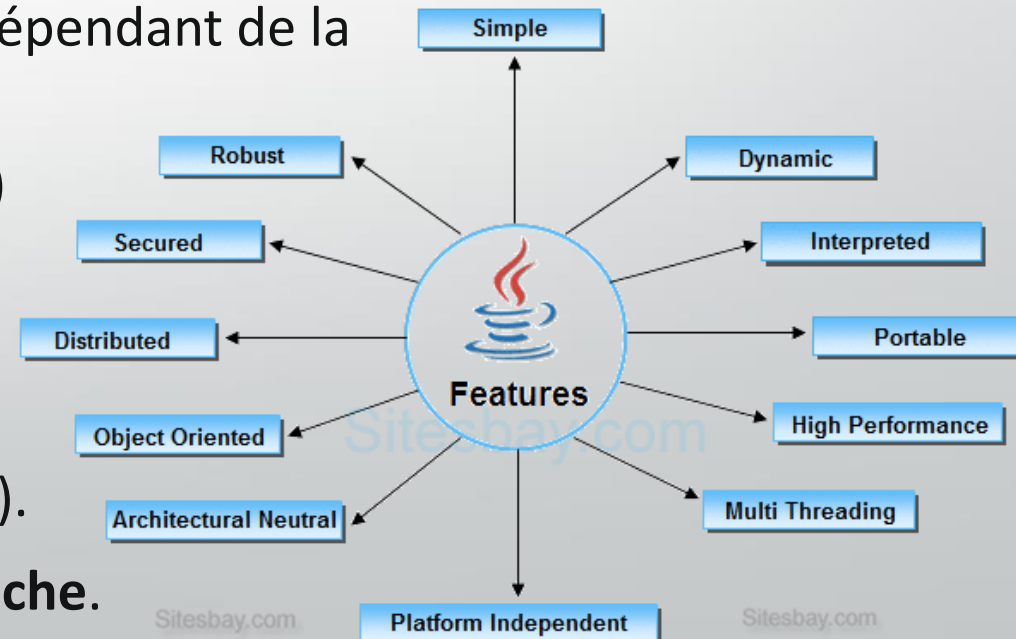 épendant de la
)
).
che.
Simple
Robust
Dynamic
Secured
Interpreted
Distributed
Portable
Features
Sitesbay.com
Object Oriented
High Performance
Architectural Neutral
Multi Threading
Platform Independent
Sitesbay.com
Sitesbay.com